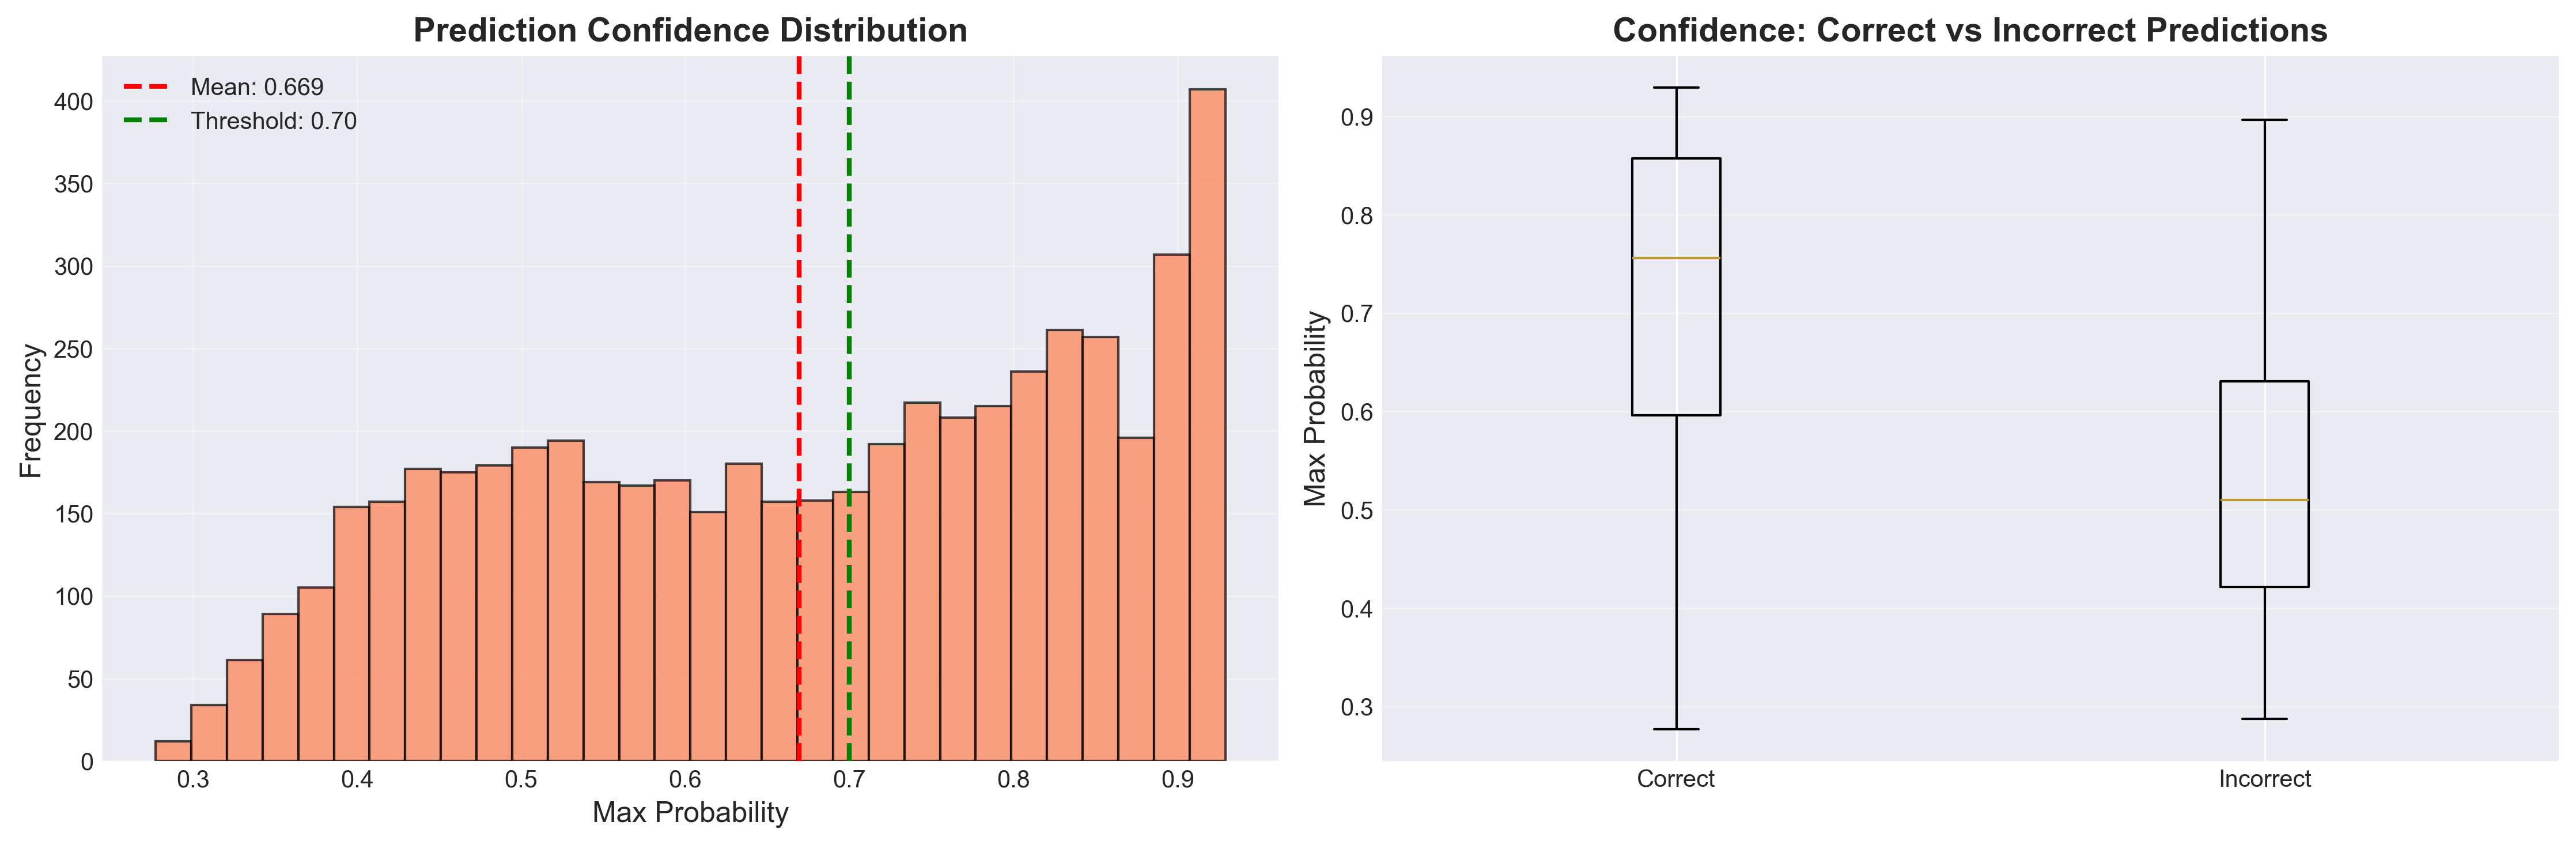 Prediction Confidence Distribution
Mean: 0.669
Threshold: 0.70
Frequency
400
350
300
250
200
150
100
50
0
0.3 0.4 0.5 0.6 0.7 0.8 0.9
Max Probability
Confidence: Correct vs Incorrect Predictions
Max Probability
0.9
0.8
0.7
0.6
0.5
0.4
0.3
Correct Incorrect